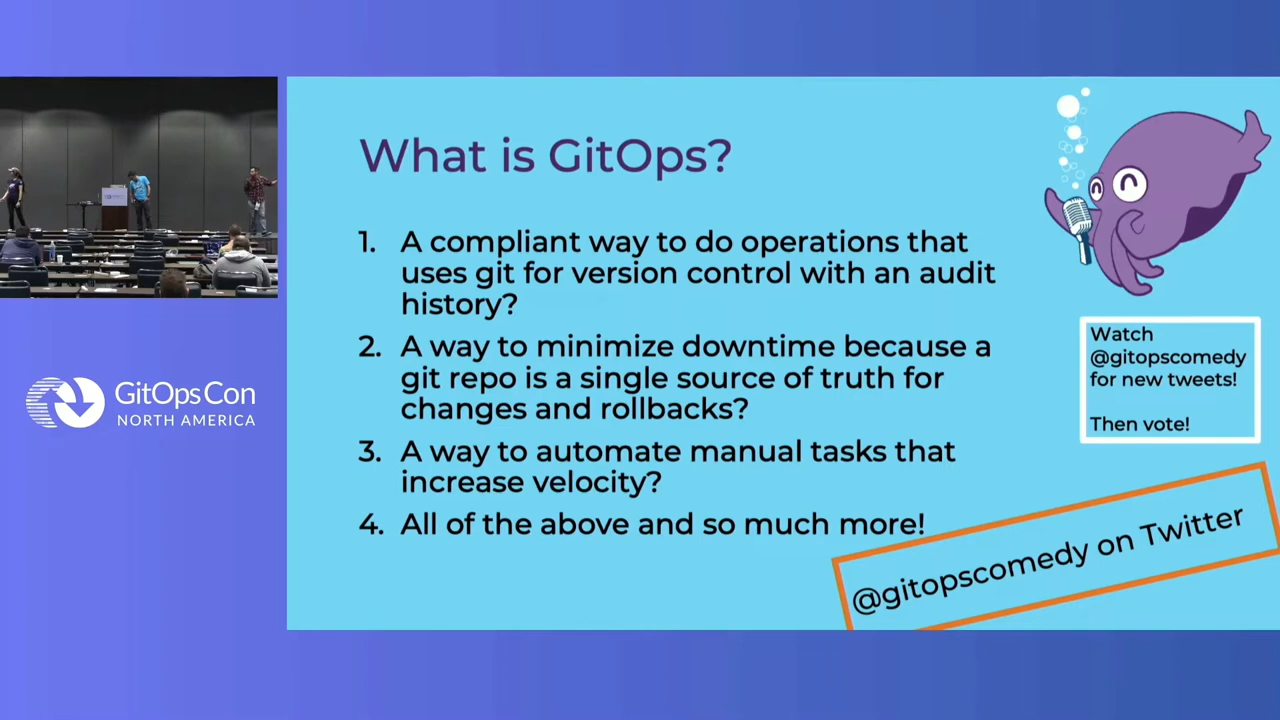 What is GitOps?
1. A compliant way to do operations that
uses git for version control with an audit
history?
2. A way to minimize downtime because a
git repo is a single source of truth for
changes and rollbacks?
3. A way to automate manual tasks that
increase velocity?
4. All of the above and so much more!
Watch
@gitopscomedy
for new tweets!
Then vote!
@gitopscomedy on Twitter
GitOpsCon
NORTH AMERICA